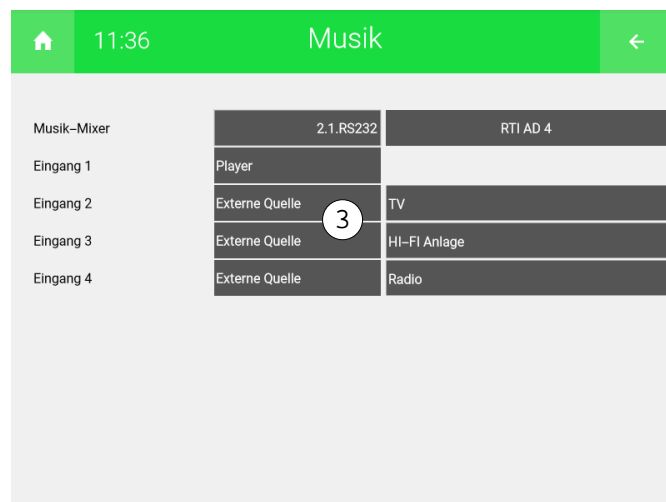 11:36 Musik
Musik-Mixer 2.1.RS232 RTI AD 4
Eingang 1 Player
Eingang 2 Externe Quelle TV
3
Eingang 3 Externe Quelle HI-FI Anlage
Eingang 4 Externe Quelle Radio